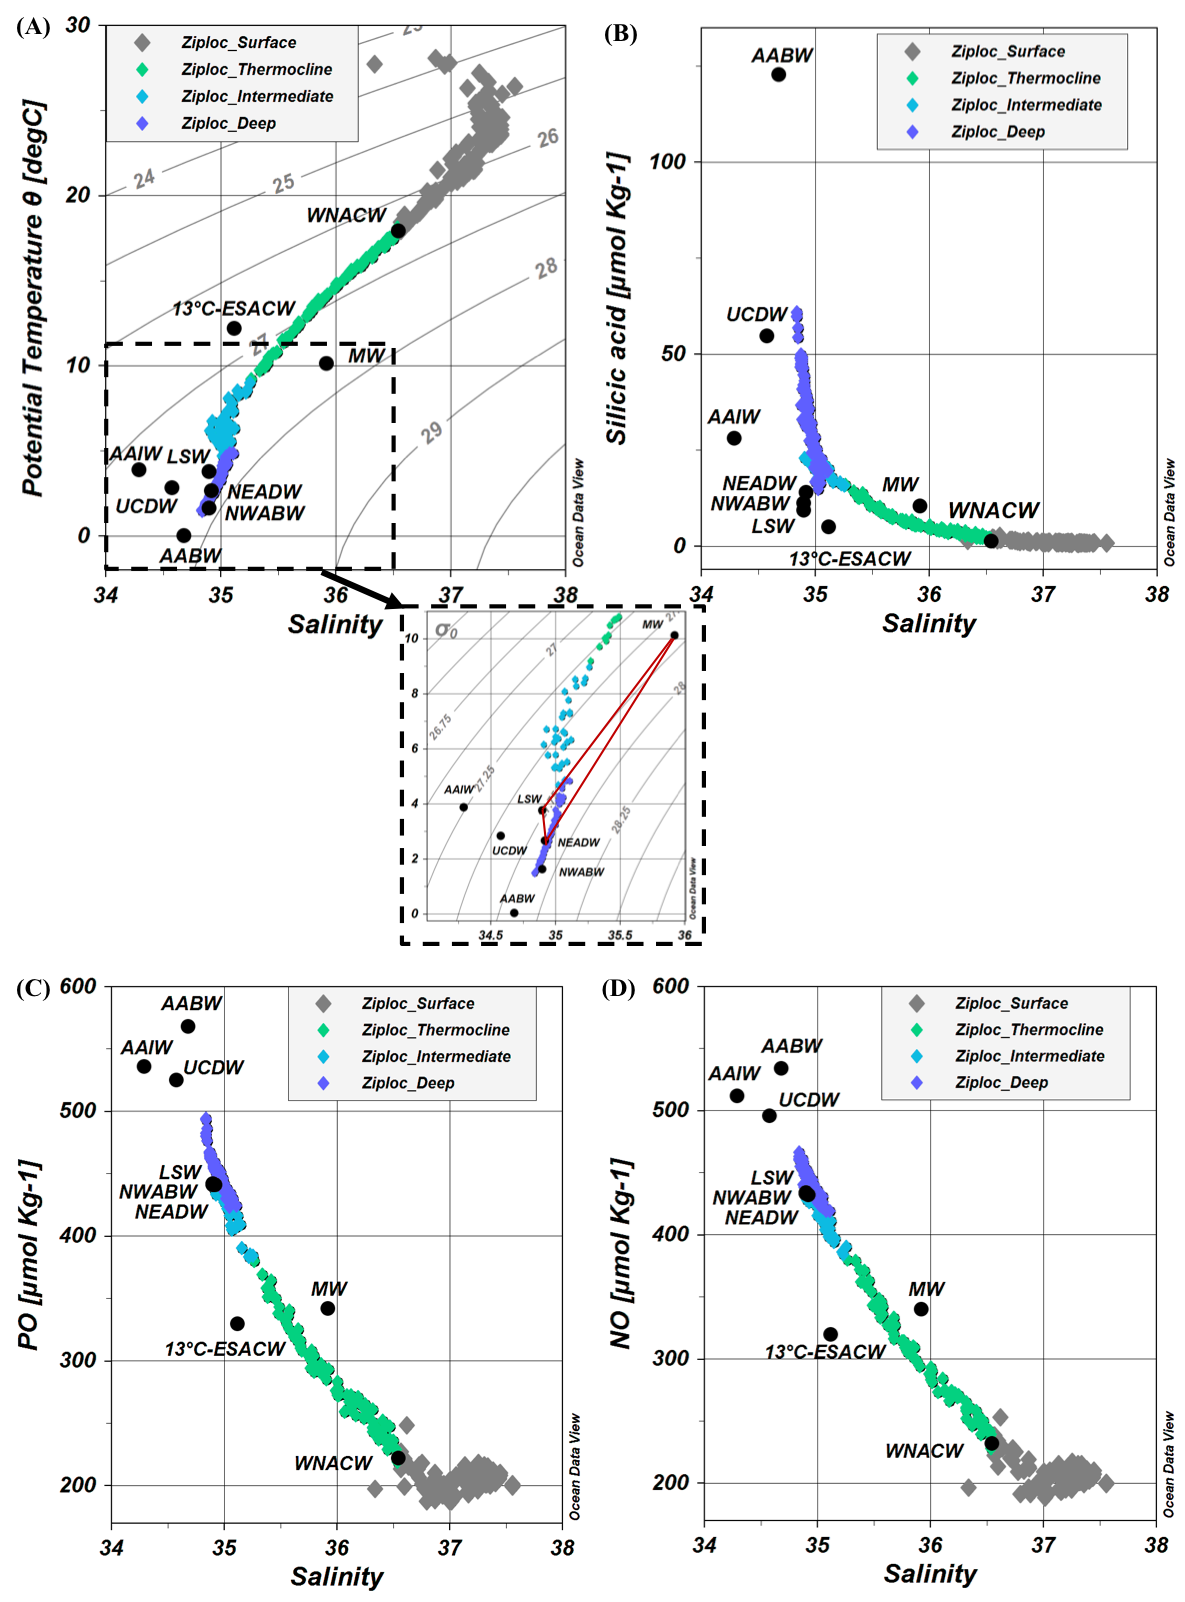 (A)
30
20
10
0
Potential Temperature θ [degC]
Ziploc_Surface
Ziploc_Thermocline
Ziploc_Intermediate
Ziploc_Deep
24
25
26
27
28
29
WNACW
13°C-ESACW
MW
AAIW
LSW
UCDW
NEADW
NWABW
AABW
34
35
36
37
38
Salinity
Ocean Data View
(B)
100
50
0
Silicic acid [µmol Kg-1]
Ziploc_Surface
Ziploc_Thermocline
Ziploc_Intermediate
Ziploc_Deep
AABW
UCDW
AAIW
NEADW
NWABW
LSW
MW
WNACW
13°C-ESACW
34
35
36
37
38
Salinity
Ocean Data View
σ0
10
8
6
4
2
0
MW
27
28
26.75
27.25
28.25
AAIW
LSW
UCDW
NEADW
NWABW
AABW
34.5
35
35.5
36
Ocean Data View
(C)
600
500
400
300
200
PO [µmol Kg-1]
Ziploc_Surface
Ziploc_Thermocline
Ziploc_Intermediate
Ziploc_Deep
AABW
AAIW
UCDW
LSW
NWABW
NEADW
MW
13°C-ESACW
WNACW
34
35
36
37
38
Salinity
Ocean Data View
(D)
600
500
400
300
200
NO [µmol Kg-1]
Ziploc_Surface
Ziploc_Thermocline
Ziploc_Intermediate
Ziploc_Deep
AABW
AAIW
UCDW
LSW
NWABW
NEADW
MW
13°C-ESACW
WNACW
34
35
36
37
38
Salinity
Ocean Data View